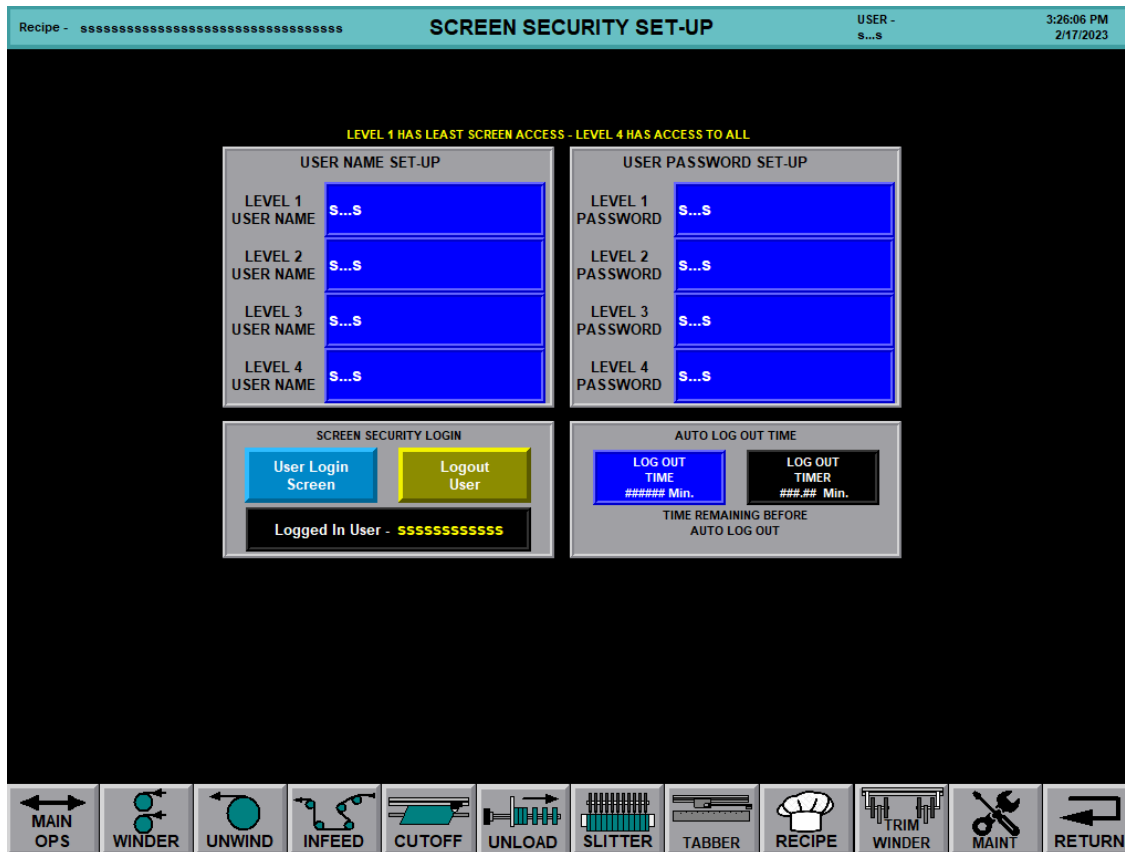 Recipe - ssssssssssssssssssssssssssssssssss
SCREEN SECURITY SET-UP
USER -
s...s
3:26:06 PM
2/17/2023
LEVEL 1 HAS LEAST SCREEN ACCESS - LEVEL 4 HAS ACCESS TO ALL
USER NAME SET-UP
LEVEL 1
USER NAME
s...s
LEVEL 2
USER NAME
s...s
LEVEL 3
USER NAME
s...s
LEVEL 4
USER NAME
s...s
USER PASSWORD SET-UP
LEVEL 1
PASSWORD
s...s
LEVEL 2
PASSWORD
s...s
LEVEL 3
PASSWORD
s...s
LEVEL 4
PASSWORD
s...s
SCREEN SECURITY LOGIN
User Login
Screen
Logout
User
Logged In User - ssssssssssss
AUTO LOG OUT TIME
LOG OUT
TIME
###### Min.
LOG OUT
TIMER
###.## Min.
TIME REMAINING BEFORE
AUTO LOG OUT
MAIN
OPS
WINDER
UNWIND
INFEED
CUTOFF
UNLOAD
SLITTER
TABBER
RECIPE
TRIM
WINDER
MAINT
RETURN